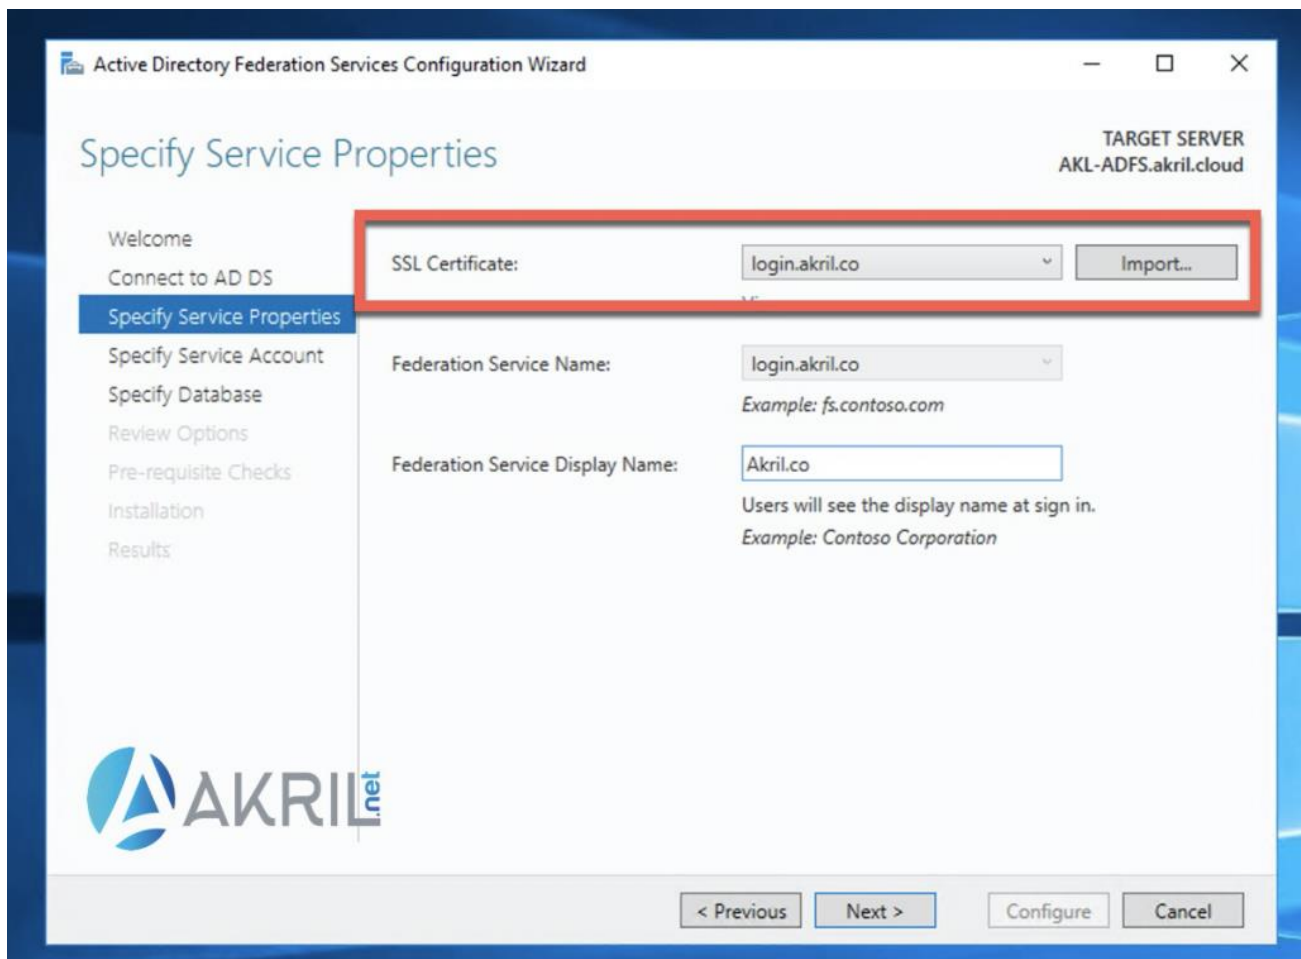 Active Directory Federation Services Configuration Wizard
Specify Service Properties
TARGET SERVER
AKL-ADFS.akril.cloud
Welcome
Connect to AD DS
Specify Service Properties
Specify Service Account
Specify Database
Review Options
Pre-requisite Checks
Installation
Results
SSL Certificate:
login.akril.co
Import...
Federation Service Name:
login.akril.co
Example: fs.contoso.com
Federation Service Display Name:
Akril.co
Users will see the display name at sign in.
Example: Contoso Corporation
AKRIL.net
< Previous
Next >
Configure
Cancel